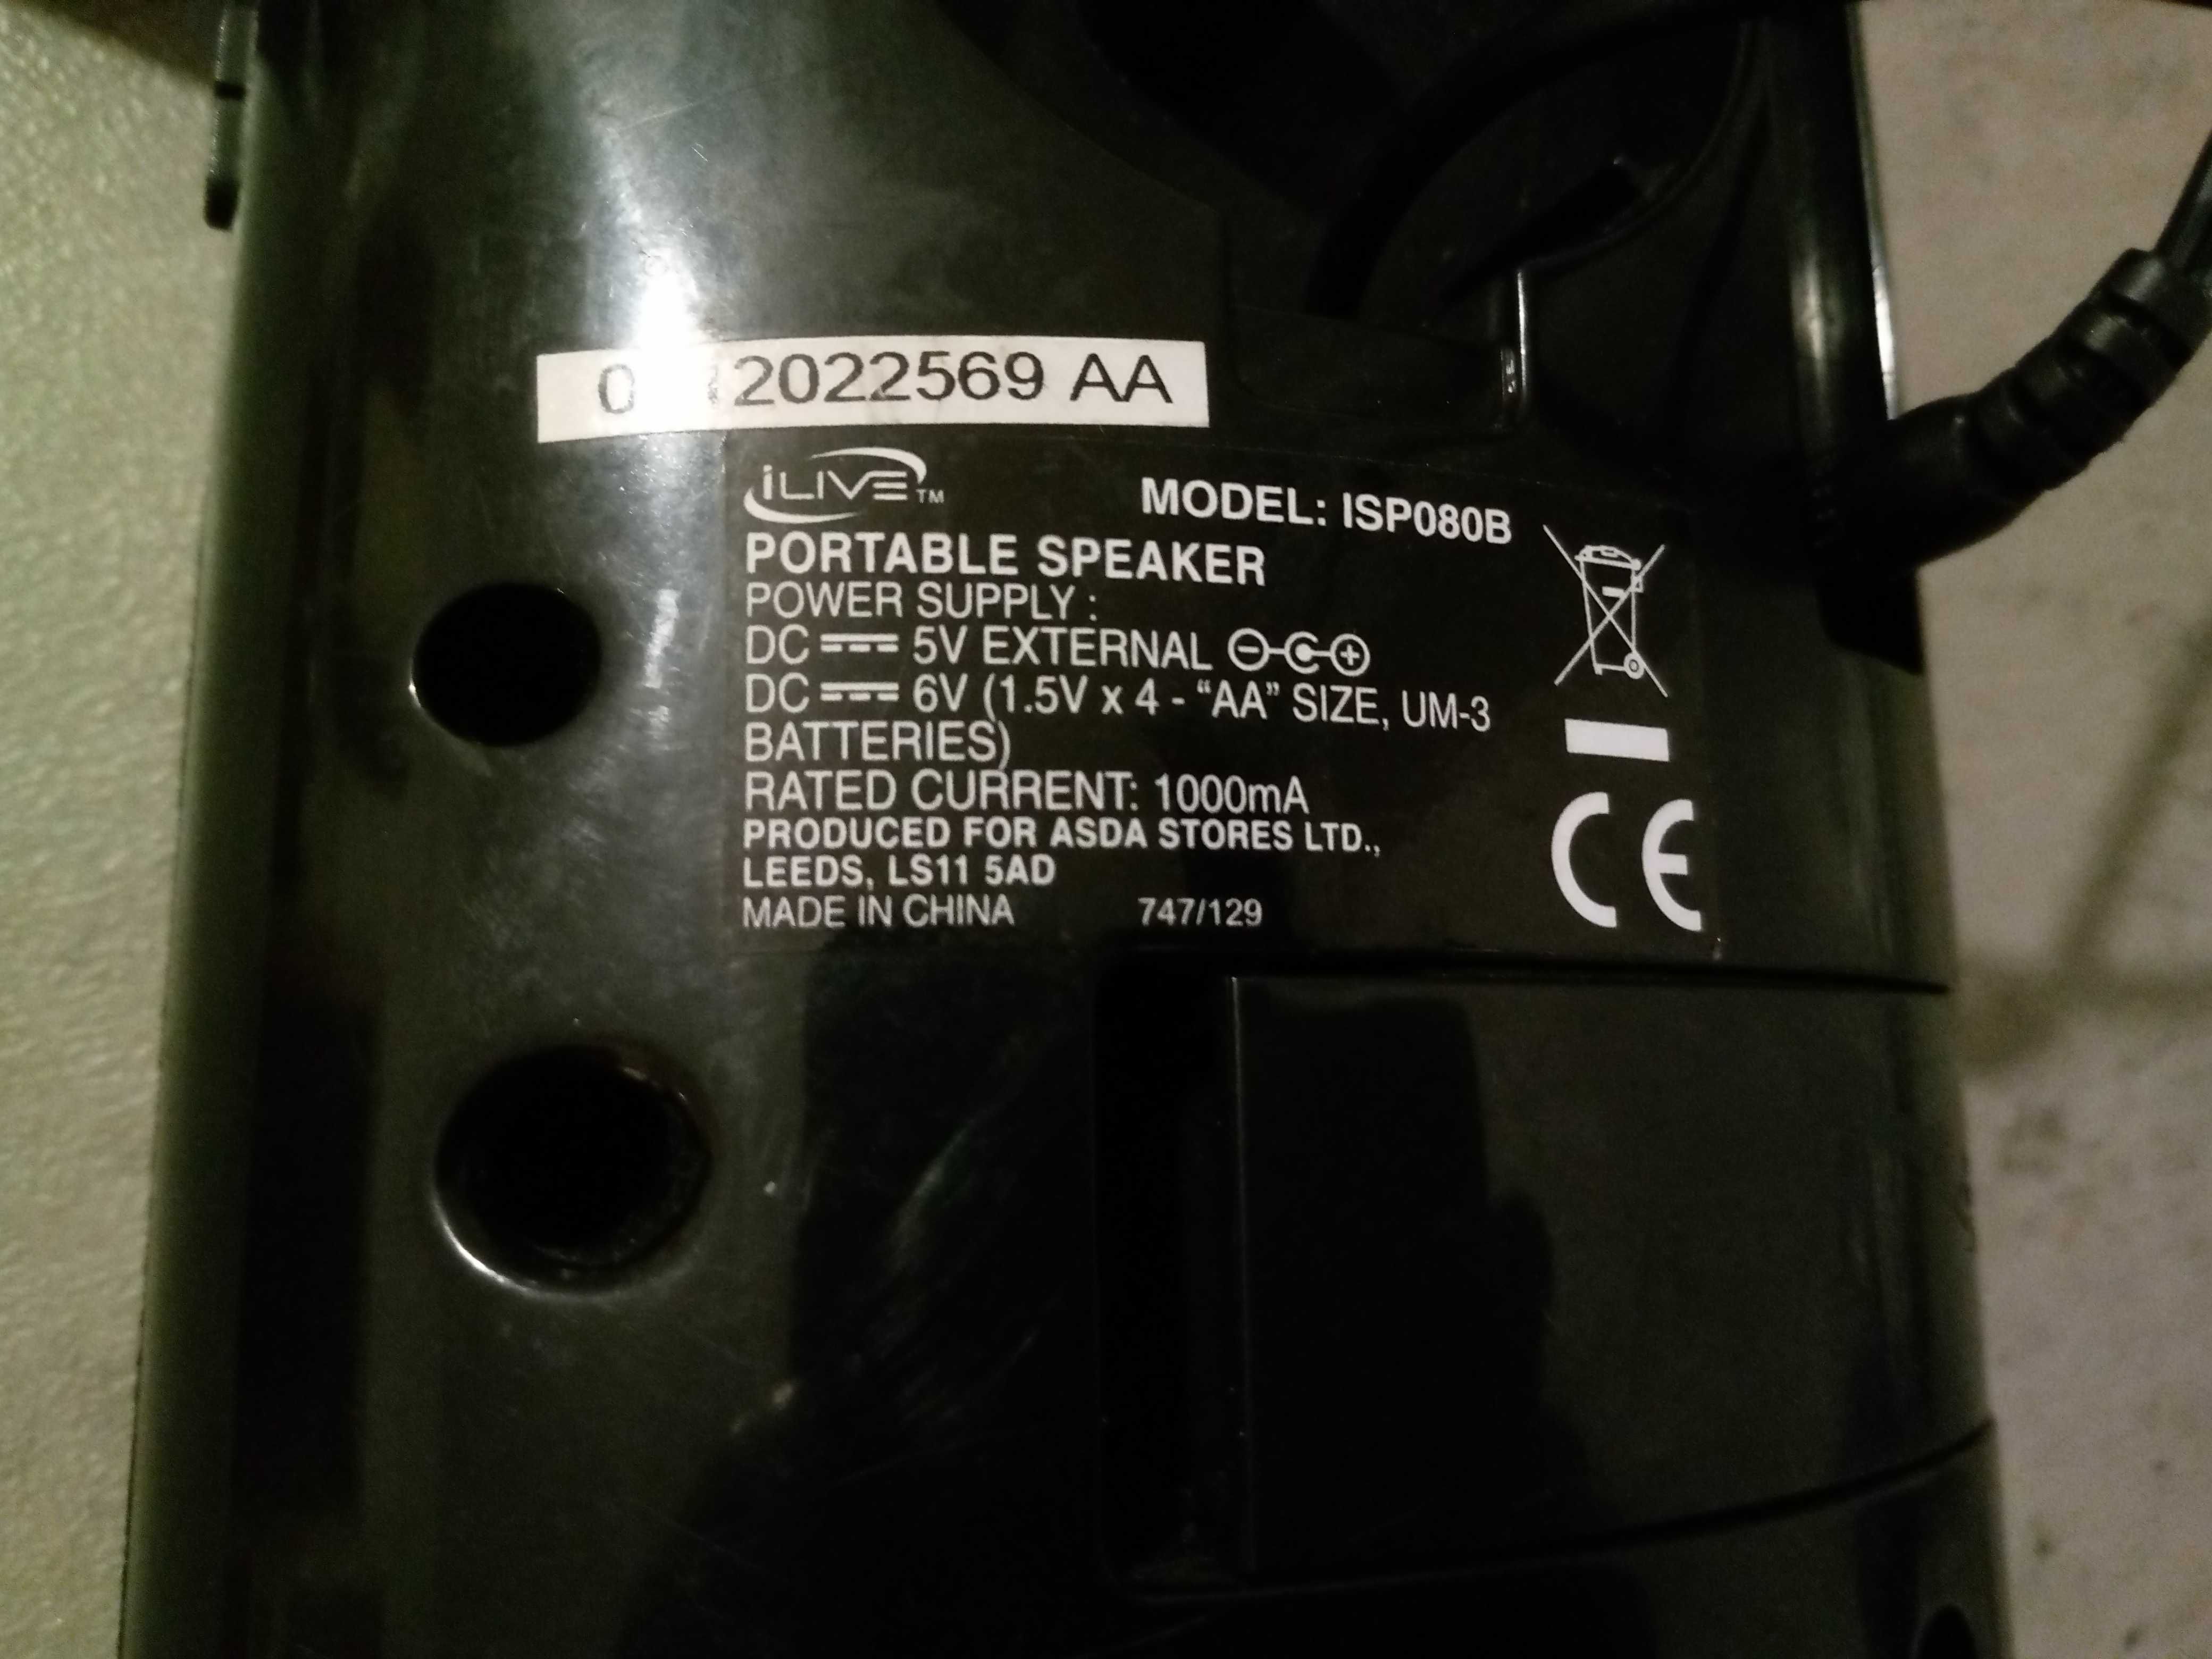 2022569 AA
iLIVE™
MODEL: ISP080B
PORTABLE SPEAKER
POWER SUPPLY :
DC 5V EXTERNAL
DC 6V (1.5V x 4 - “AA” SIZE, UM-3
BATTERIES)
RATED CURRENT: 1000mA
PRODUCED FOR ASDA STORES LTD.,
LEEDS, LS11 5AD
MADE IN CHINA 747/129
CE